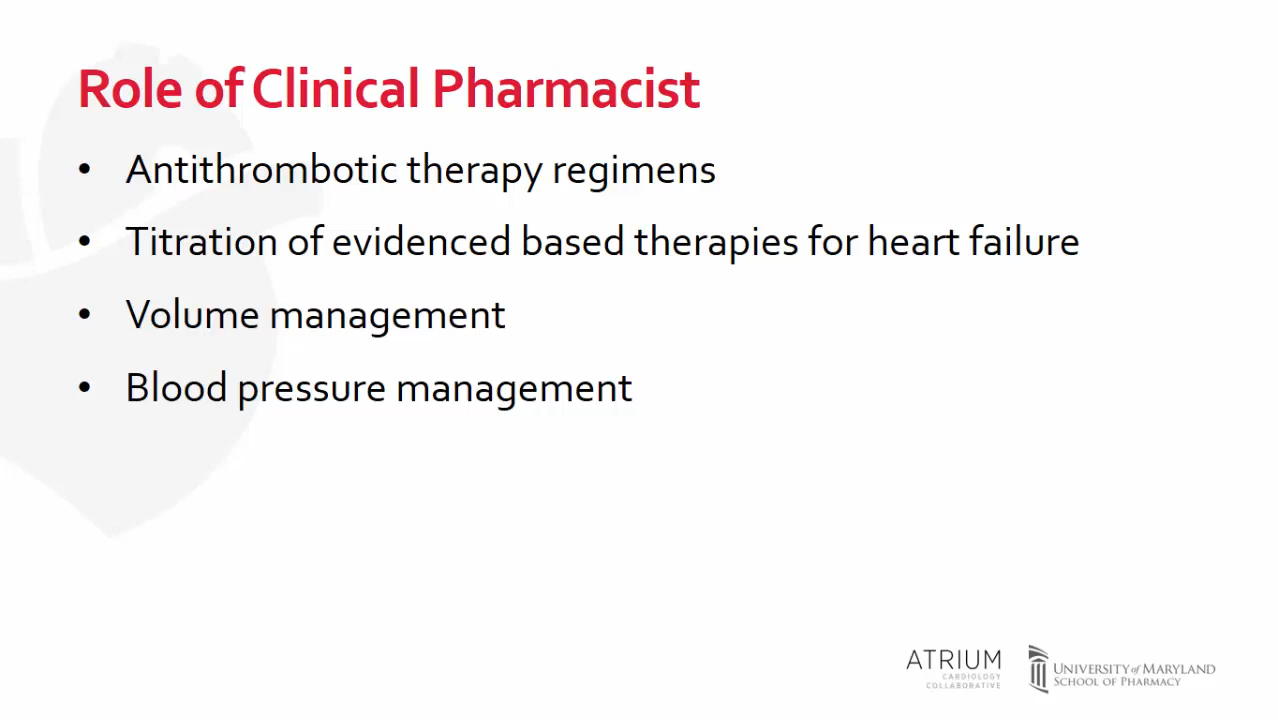 Role of Clinical Pharmacist
• Antithrombotic therapy regimens
• Titration of evidenced based therapies for heart failure
• Volume management
• Blood pressure management
ATRIUM
CARDIOLOGY
COLLABORATIVE
UNIVERSITY of MARYLAND
SCHOOL OF PHARMACY